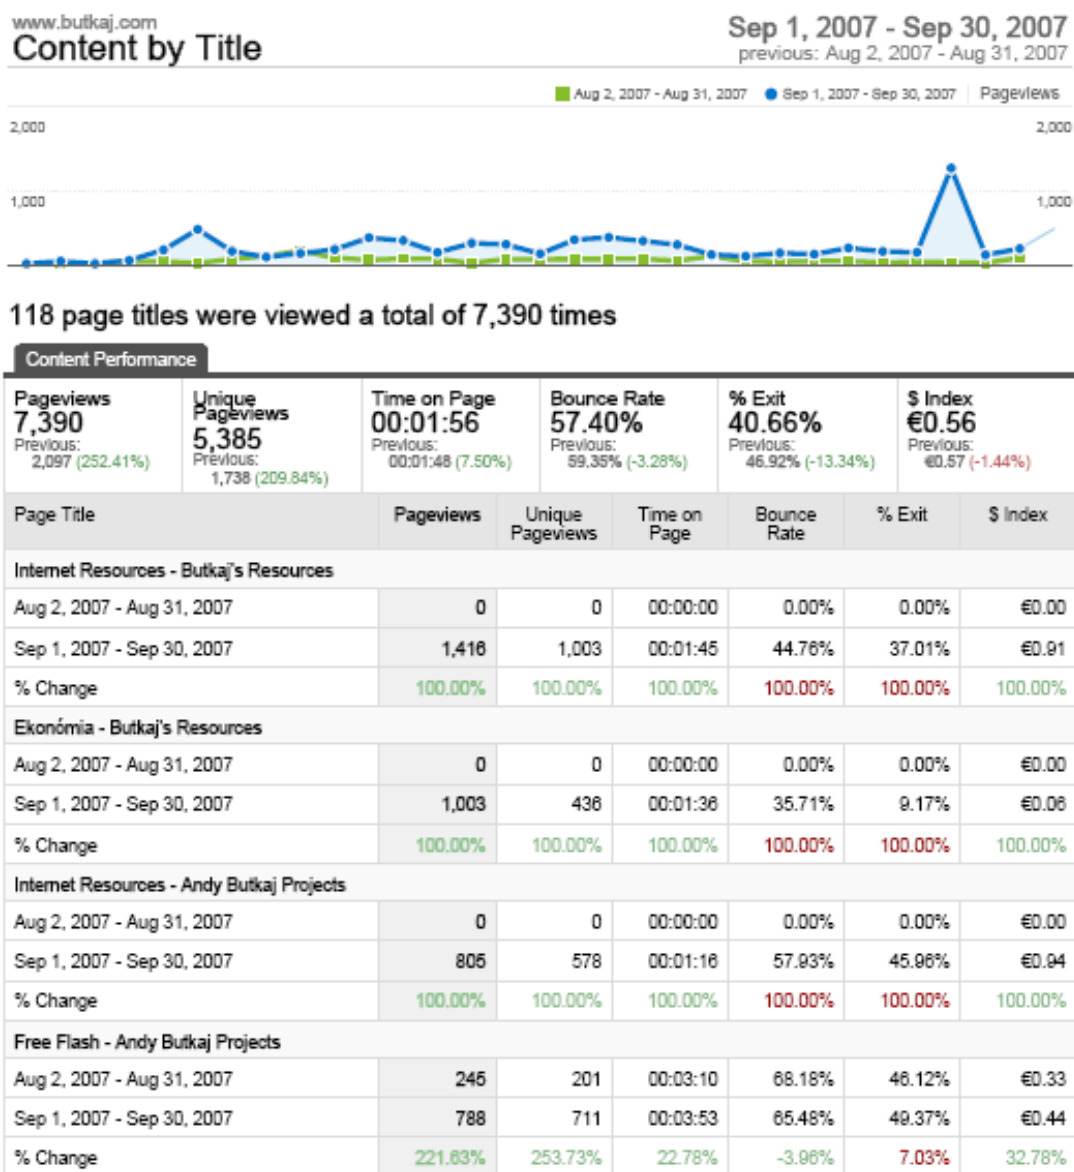 www.butkaj.com
Content by Title
Sep 1, 2007 - Sep 30, 2007
previous: Aug 2, 2007 - Aug 31, 2007
Aug 2, 2007 - Aug 31, 2007 Sep 1, 2007 - Sep 30, 2007 Pageviews
2,000 2,000
1,000 1,000
118 page titles were viewed a total of 7,390 times
Content Performance
Pageviews
7,390
Previous:
2,097 (252.41%)
Unique
Pageviews
5,385
Previous:
1,738 (209.84%)
Time on Page
00:01:56
Previous:
00:01:48 (7.50%)
Bounce Rate
57.40%
Previous:
59.35% (-3.28%)
% Exit
40.66%
Previous:
46.92% (-13.34%)
$ Index
€0.56
Previous:
€0.57 (-1.44%)
Page Title Pageviews Unique Pageviews Time on Page Bounce Rate % Exit $ Index
Internet Resources - Butkaj's Resources
Aug 2, 2007 - Aug 31, 2007 0 0 00:00:00 0.00% 0.00% €0.00
Sep 1, 2007 - Sep 30, 2007 1,416 1,003 00:01:45 44.76% 37.01% €0.91
% Change 100.00% 100.00% 100.00% 100.00% 100.00% 100.00%
Ekonómia - Butkaj's Resources
Aug 2, 2007 - Aug 31, 2007 0 0 00:00:00 0.00% 0.00% €0.00
Sep 1, 2007 - Sep 30, 2007 1,003 436 00:01:36 35.71% 9.17% €0.06
% Change 100.00% 100.00% 100.00% 100.00% 100.00% 100.00%
Internet Resources - Andy Butkaj Projects
Aug 2, 2007 - Aug 31, 2007 0 0 00:00:00 0.00% 0.00% €0.00
Sep 1, 2007 - Sep 30, 2007 805 578 00:01:16 57.93% 45.96% €0.94
% Change 100.00% 100.00% 100.00% 100.00% 100.00% 100.00%
Free Flash - Andy Butkaj Projects
Aug 2, 2007 - Aug 31, 2007 245 201 00:03:10 68.18% 46.12% €0.33
Sep 1, 2007 - Sep 30, 2007 788 711 00:03:53 65.48% 49.37% €0.44
% Change 221.63% 253.73% 22.78% -3.96% 7.03% 32.78%